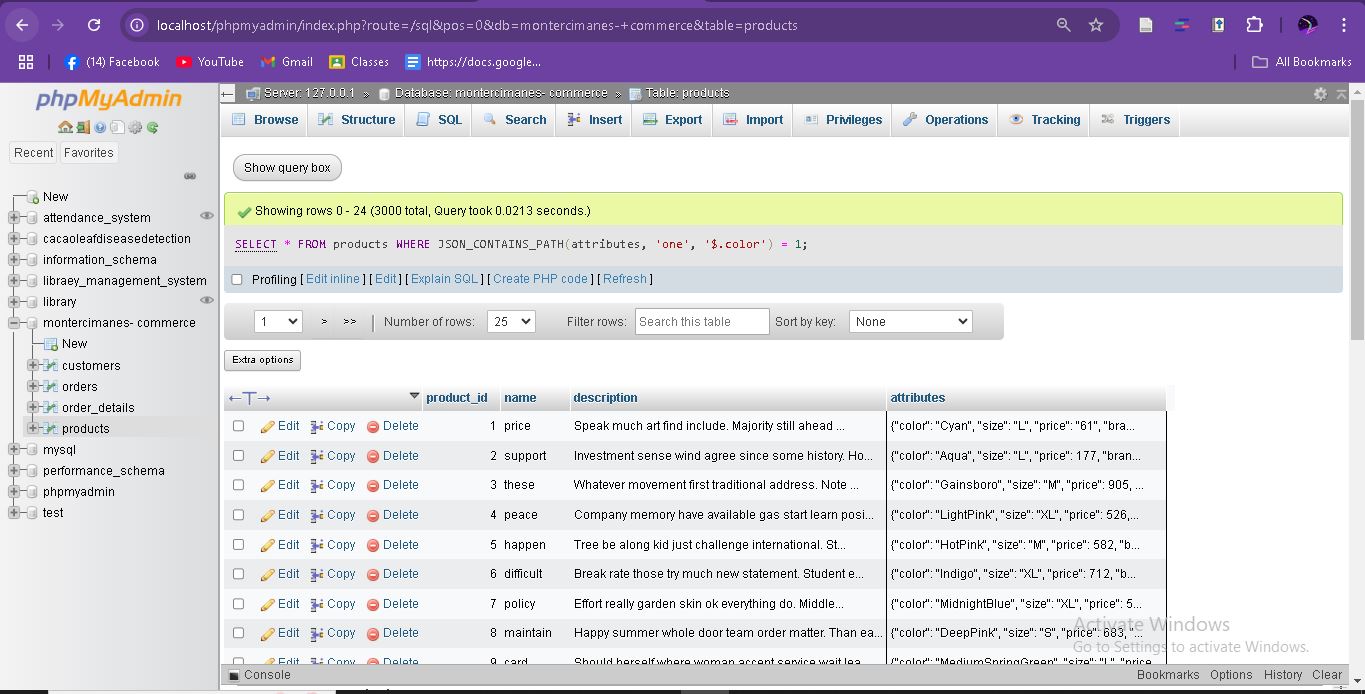 localhost/phpmyadmin/index.php?route=/sql&pos=0&db=montercimanes-+commerce&table=products
(14) Facebook YouTube Gmail Classes https://docs.google... All Bookmarks
phpMyAdmin
Recent Favorites
New
attendance_system
cacaoleafdiseasedetection
information_schema
libraey_management_system
library
montercimanes- commerce
New
customers
orders
order_details
products
mysql
performance_schema
phpmyadmin
test
Server: 127.0.0.1 » Database: montercimanes- commerce » Table: products
Browse Structure SQL Search Insert Export Import Privileges Operations Tracking Triggers
Show query box
Showing rows 0 - 24 (3000 total, Query took 0.0213 seconds.)
SELECT * FROM products WHERE JSON_CONTAINS_PATH(attributes, 'one', '$.color') = 1;
Profiling [ Edit inline ] [ Edit ] [ Explain SQL ] [ Create PHP code ] [ Refresh ]
1 > >> | Number of rows: 25 Filter rows: Search this table Sort by key: None
Extra options
←T→ product_id name description attributes
Edit Copy Delete 1 price Speak much art find include. Majority still ahead ... {"color": "Cyan", "size": "L", "price": "61", "bra...
Edit Copy Delete 2 support Investment sense wind agree since some history. Ho... {"color": "Aqua", "size": "L", "price": 177, "bran...
Edit Copy Delete 3 these Whatever movement first traditional address. Note ... {"color": "Gainsboro", "size": "M", "price": 905, ...
Edit Copy Delete 4 peace Company memory have available gas start learn posi... {"color": "LightPink", "size": "XL", "price": 526,...
Edit Copy Delete 5 happen Tree be along kid just challenge international. St... {"color": "HotPink", "size": "M", "price": 582, "b...
Edit Copy Delete 6 difficult Break rate those try much new statement. Student e... {"color": "Indigo", "size": "XL", "price": 712, "b...
Edit Copy Delete 7 policy Effort really garden skin ok everything do. Middle... {"color": "MidnightBlue", "size": "XL", "price": 5...
Edit Copy Delete 8 maintain Happy summer whole door team order matter. Than ea... {"color": "DeepPink", "size": "S", "price": 683, "...
Edit Copy Delete 9 card Should herself where woman accent service wait lea... {"color": "MediumSpringGreen", "size": "L", "price
Activate Windows
Go to Settings to activate Windows.
Console Bookmarks Options History Clear